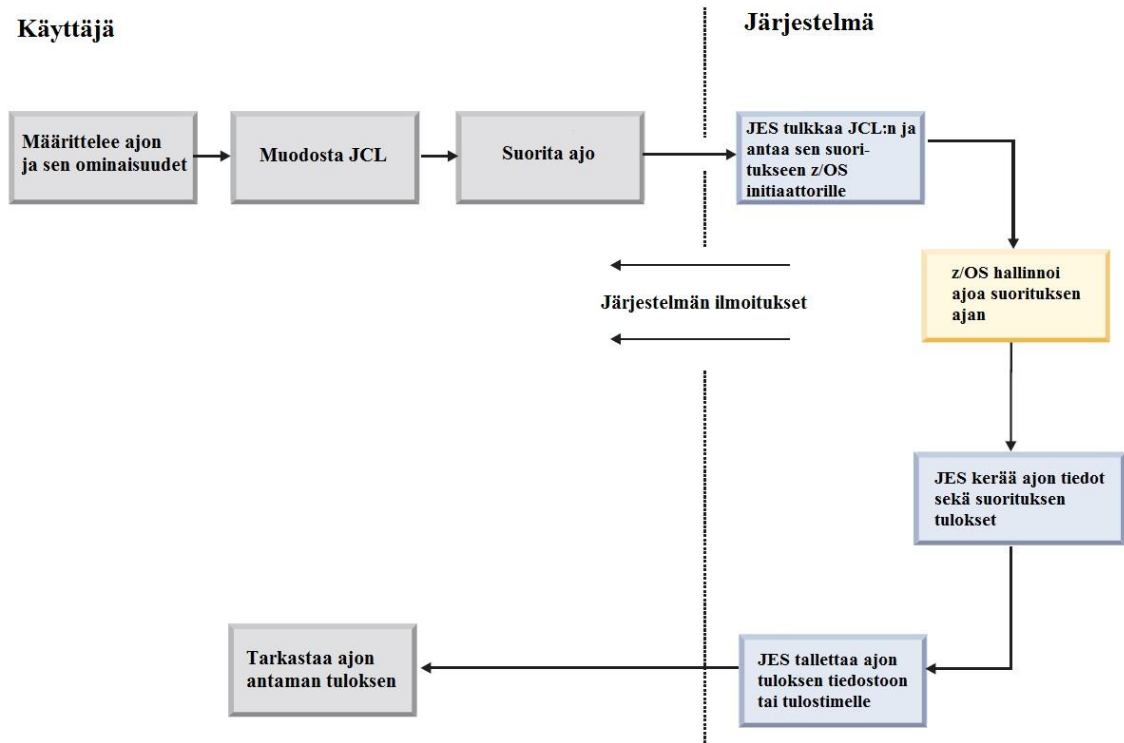 Käyttäjä
Järjestelmä
Määrittelee ajon
ja sen ominaisuudet
Muodosta JCL
Suorita ajo
JES tulkkaa JCL:n ja
antaa sen suori-
tukseen z/OS
initiaattorille
z/OS hallinnoi
ajoa suorituksen
ajan
Järjestelmän ilmoitukset
JES kerää ajon tiedot
sekä suorituksen
tulokset
JES tallettaa ajon
tuloksen tiedostoon
tai tulostimelle
Tarkastaa ajon
antaman tuloksen